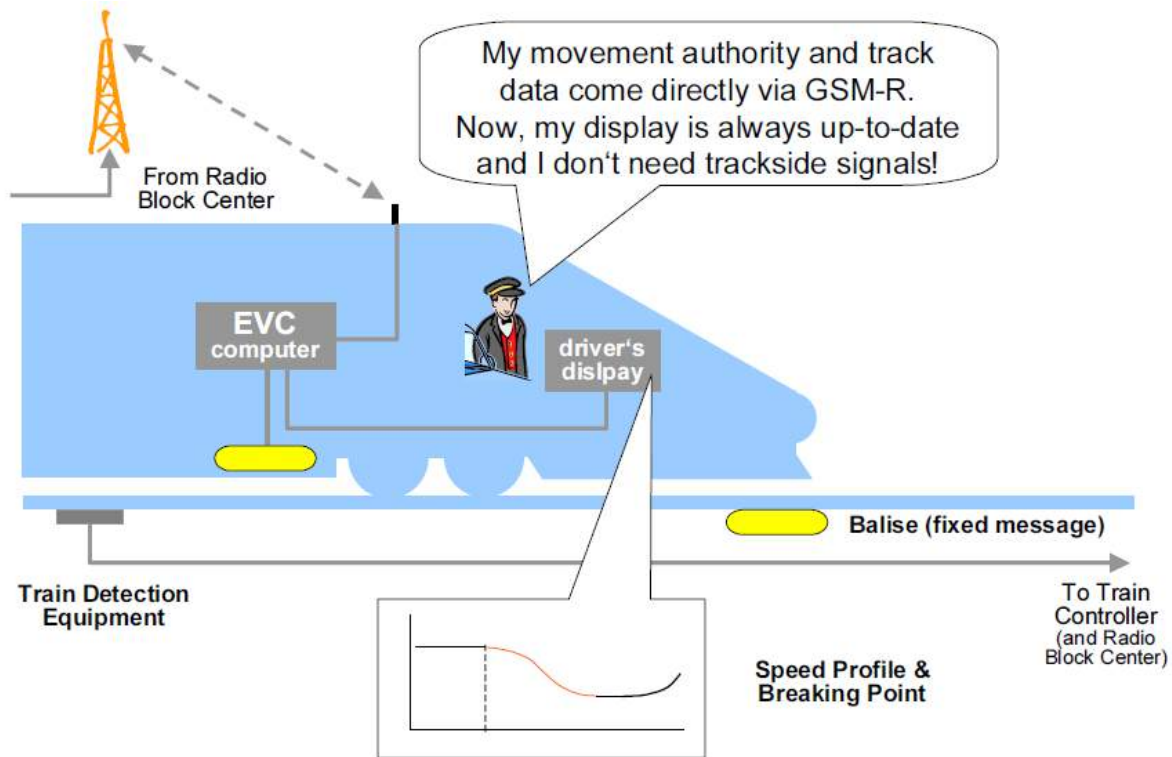 My movement authority and track
data come directly via GSM-R.
Now, my display is always up-to-date
and I don‘t need trackside signals!
From Radio
Block Center
EVC
computer
driver‘s
dislpay
Balise (fixed message)
Train Detection
Equipment
To Train
Controller
(and Radio
Block Center)
Speed Profile &
Breaking Point